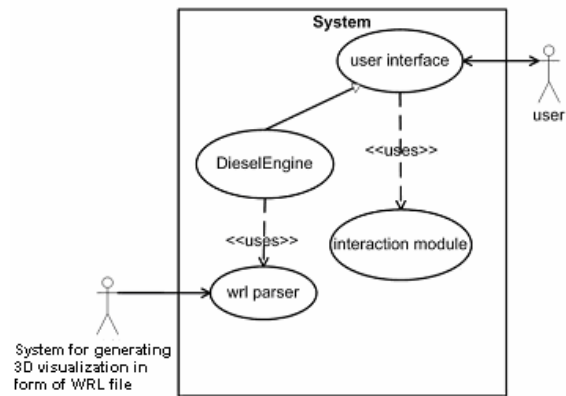 System
user interface
user
<<uses>>
DieselEngine
<<uses>>
interaction module
wrl parser
System for generating
3D visualization in
form of WRL file